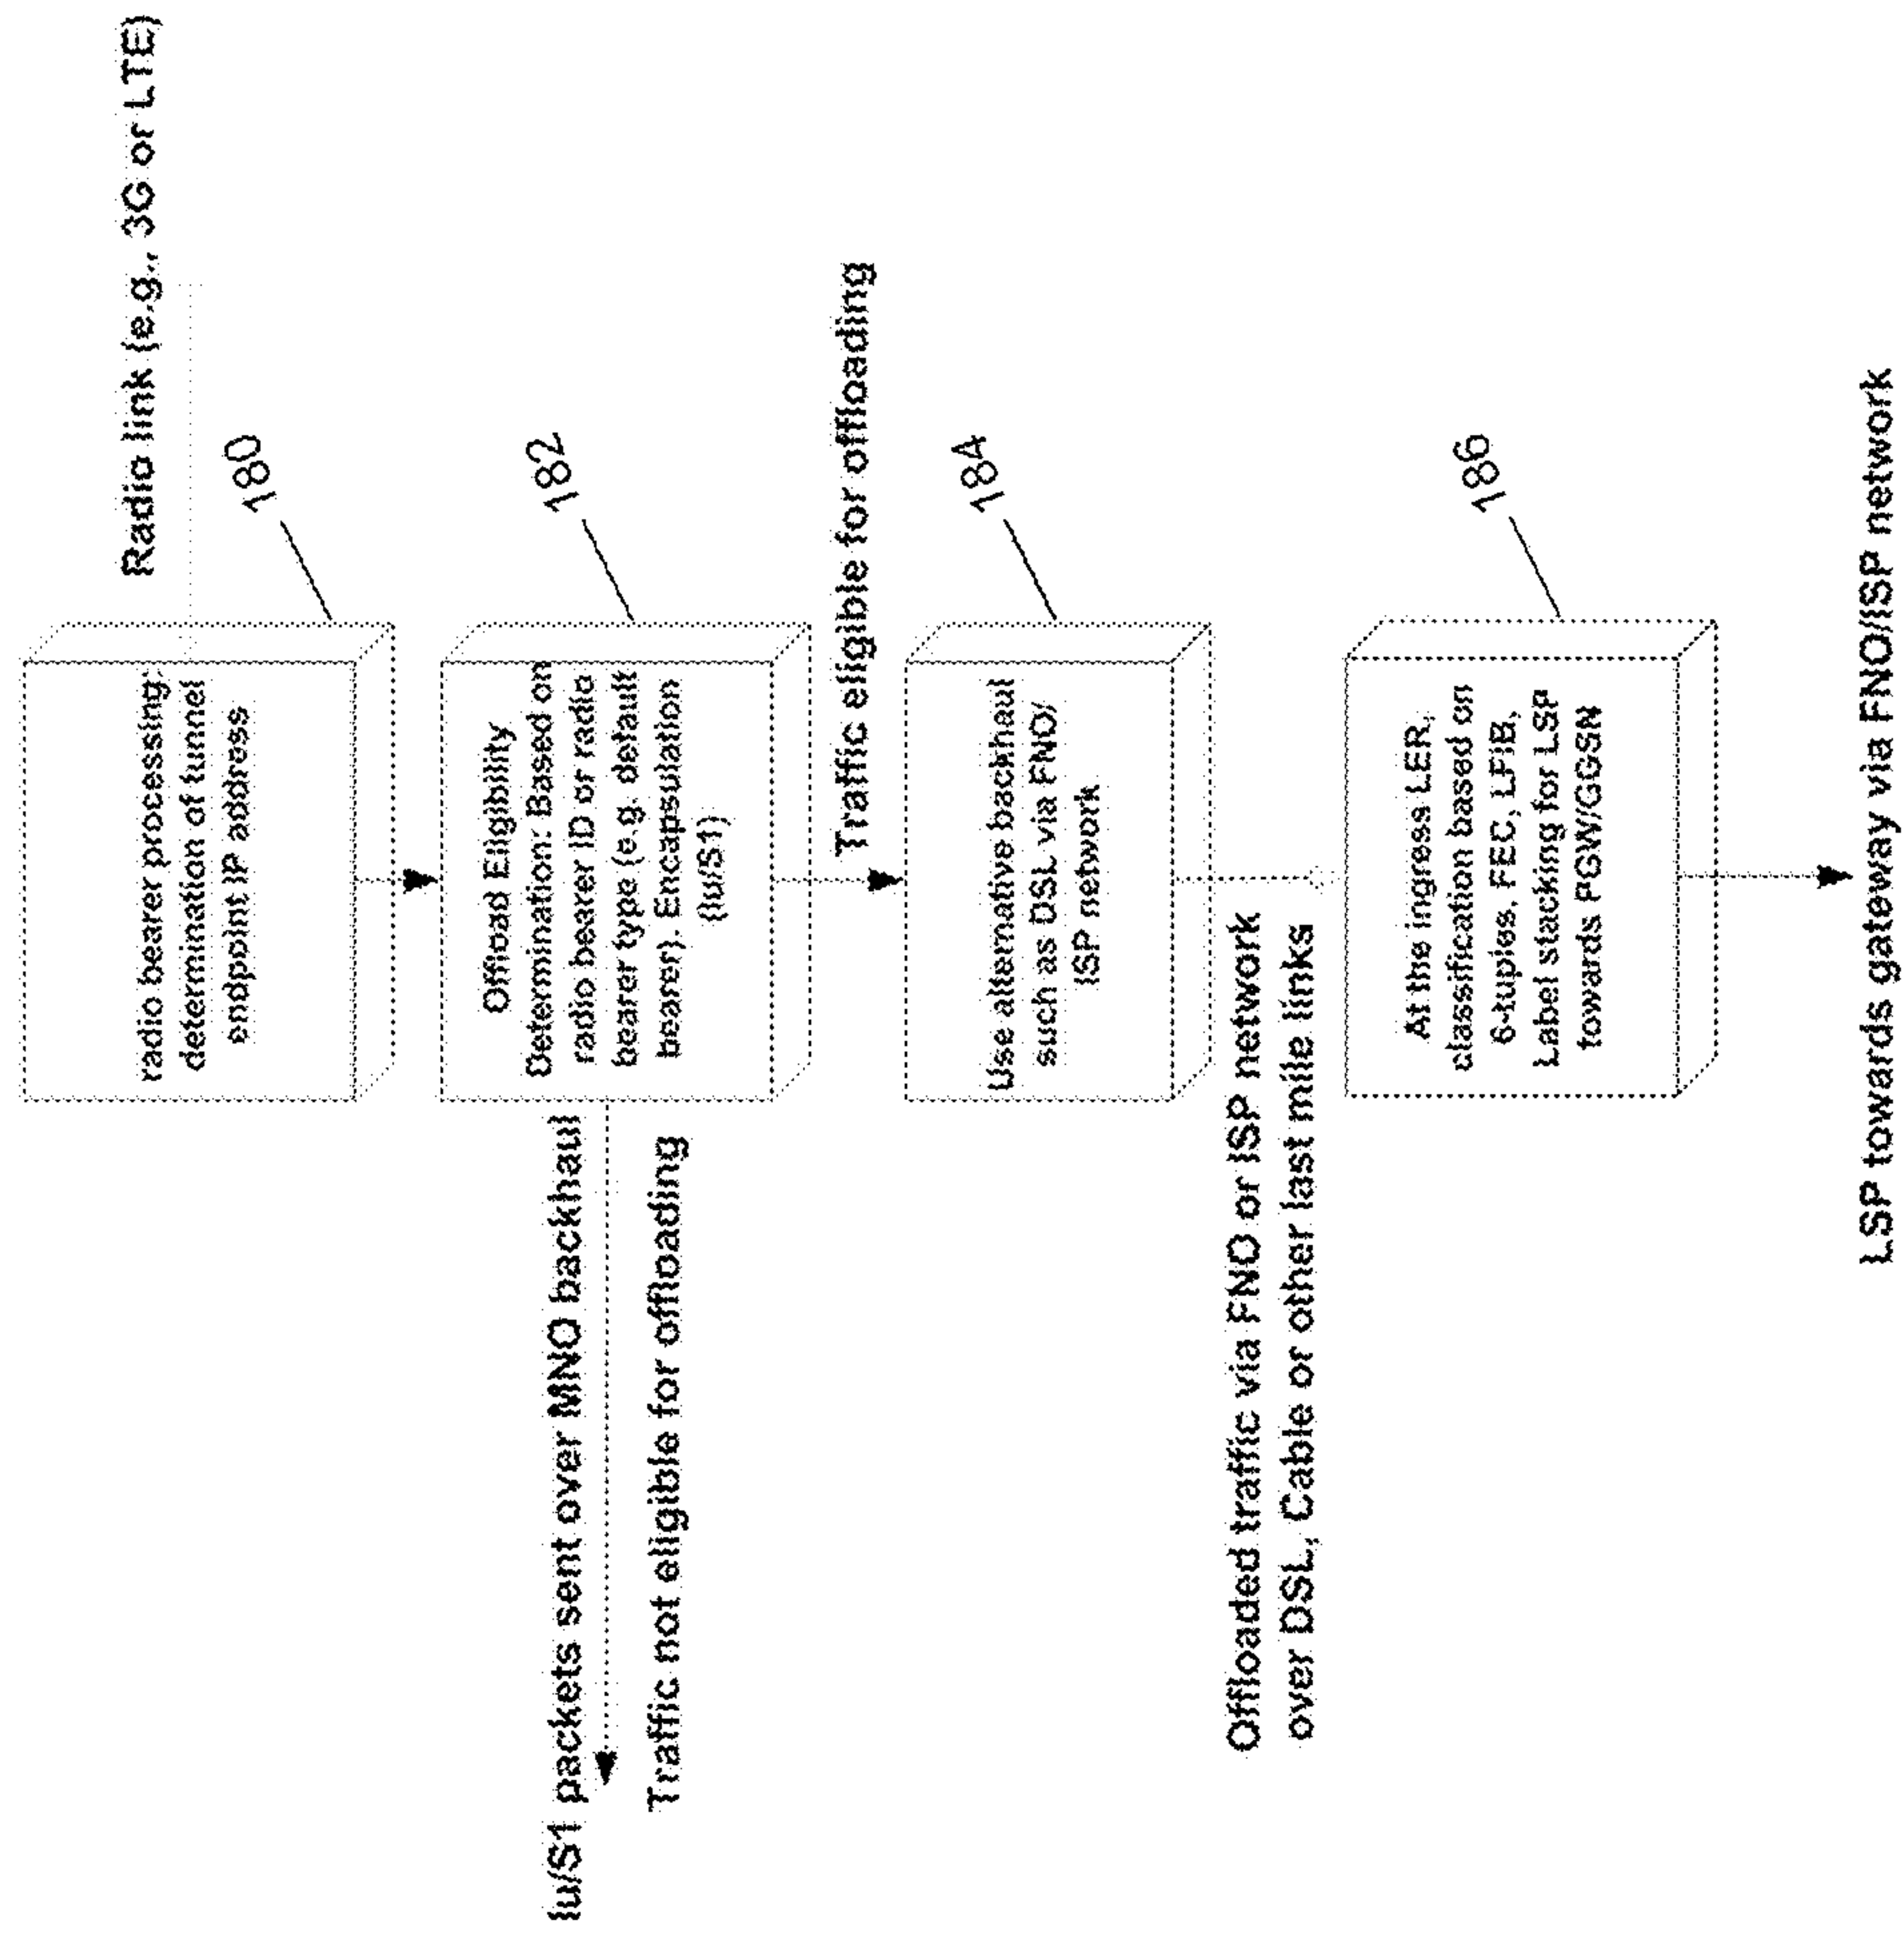 Radio link (e.g., 3G or LTE)
180
radio bearer processing;
determination of tunnel
endpoint IP address
182
Offload Eligibility
Determination: Based on
radio bearer ID or radio
bearer type (e.g. default
bearer). Encapsulation
(Iu/S1)
Iu/S1 packets sent over MNO backhaul
Traffic not eligible for offloading
Traffic eligible for offloading
184
Use alternative backhaul
such as DSL via FNO/
ISP network
Offloaded traffic via FNO or ISP network
over DSL, Cable or other last mile links
186
At the ingress LER,
classification based on
6-tuples, FEC, LFIB,
Label stacking for LSP
towards PGW/GGSN
LSP towards gateway via FNO/ISP network